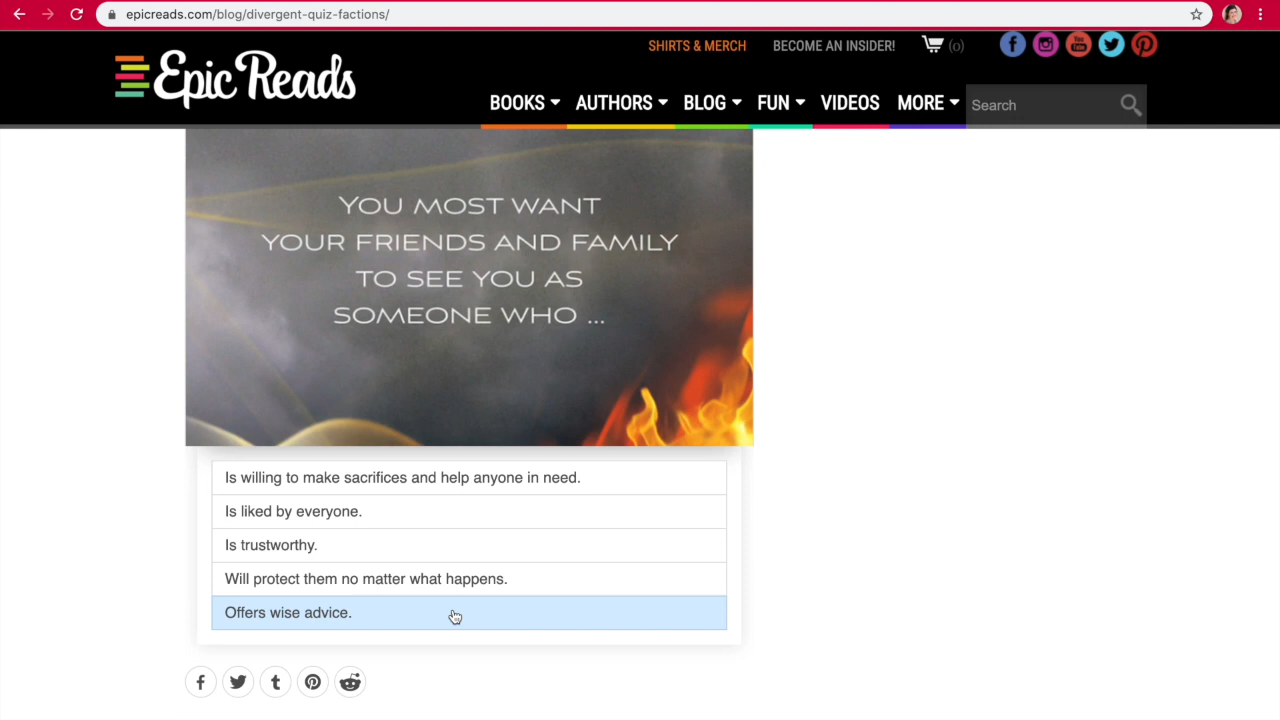 epicreads.com/blog/divergent-quiz-factions/
SHIRTS & MERCH BECOME AN INSIDER! (0)
Epic Reads
BOOKS AUTHORS BLOG FUN VIDEOS MORE Search
YOU MOST WANT
YOUR FRIENDS AND FAMILY
TO SEE YOU AS
SOMEONE WHO ...
Is willing to make sacrifices and help anyone in need.
Is liked by everyone.
Is trustworthy.
Will protect them no matter what happens.
Offers wise advice.